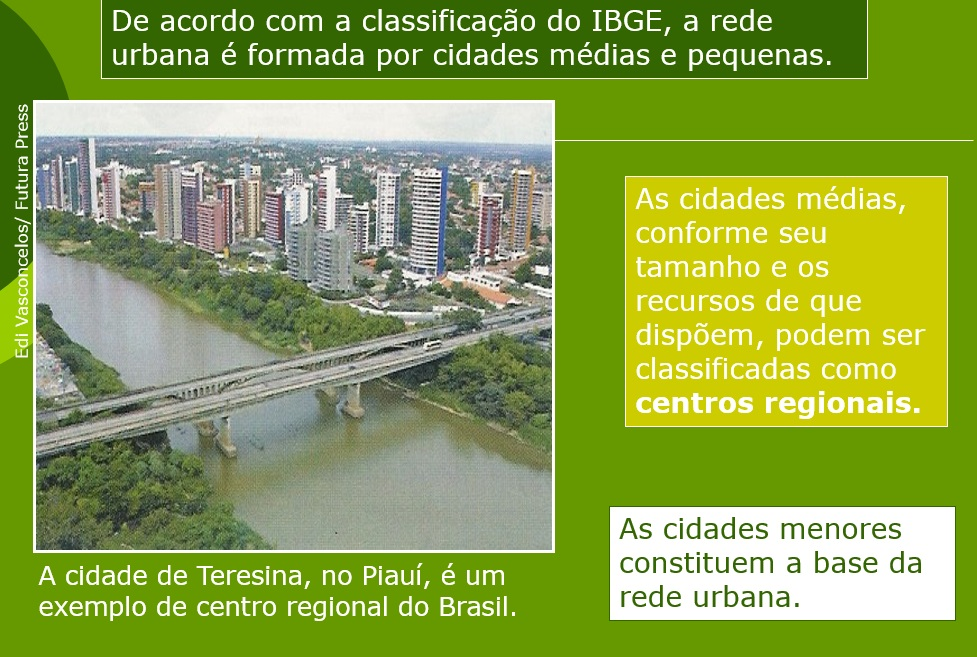 De acordo com a classificação do IBGE, a rede
urbana é formada por cidades médias e pequenas.
Edi Vasconcelos/ Futura Press
As cidades médias,
conforme seu
tamanho e os
recursos de que
dispõem, podem ser
classificadas como
centros regionais.
As cidades menores
constituem a base da
rede urbana.
A cidade de Teresina, no Piauí, é um
exemplo de centro regional do Brasil.